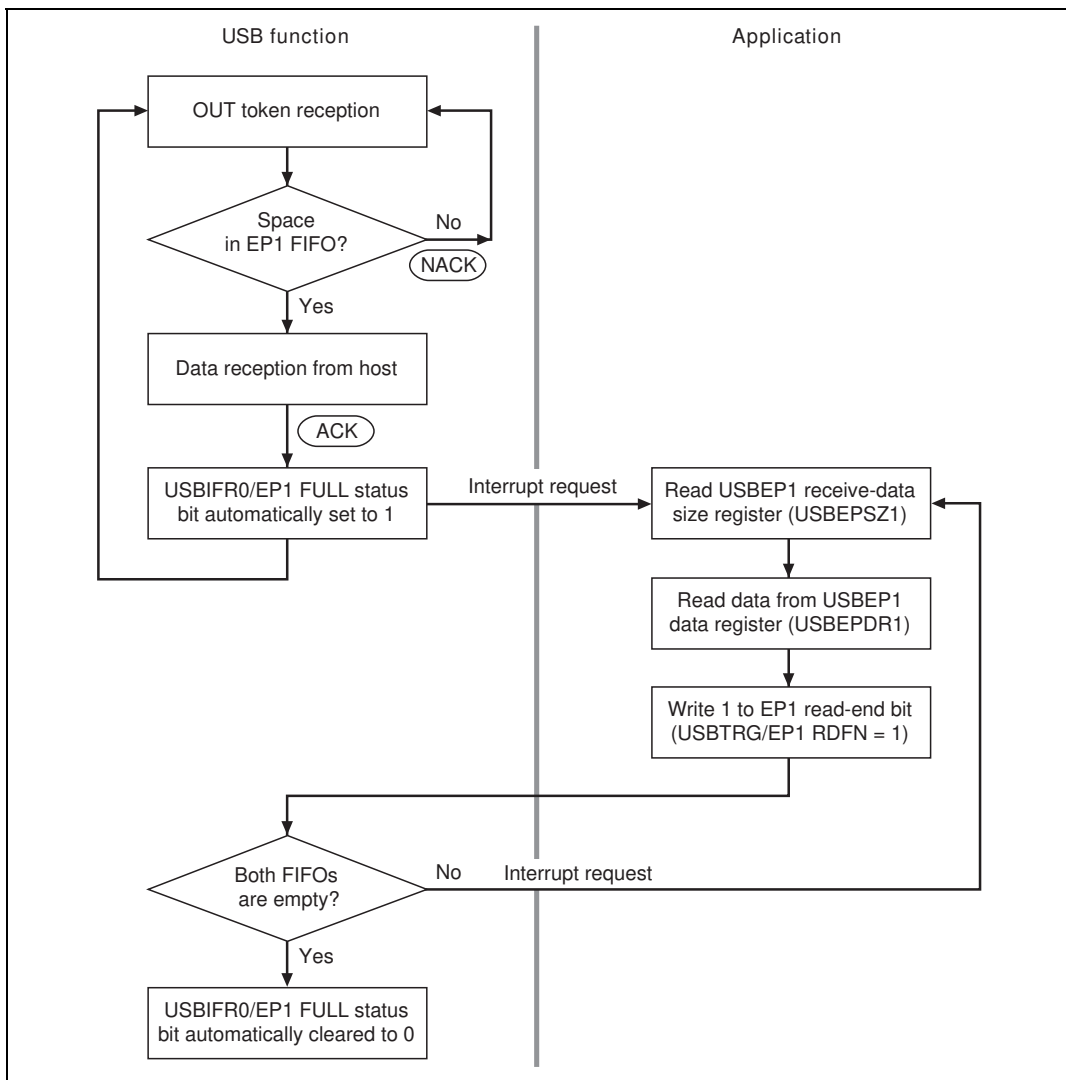 USB function
Application
OUT token reception
Space
in EP1 FIFO?
No
NACK
Yes
Data reception from host
ACK
USBIFR0/EP1 FULL status
bit automatically set to 1
Interrupt request
Read USBEP1 receive-data
size register (USBEPSZ1)
Read data from USBEP1
data register (USBEPDR1)
Write 1 to EP1 read-end bit
(USBTRG/EP1 RDFN = 1)
Both FIFOs
are empty?
No
Interrupt request
Yes
USBIFR0/EP1 FULL status
bit automatically cleared to 0